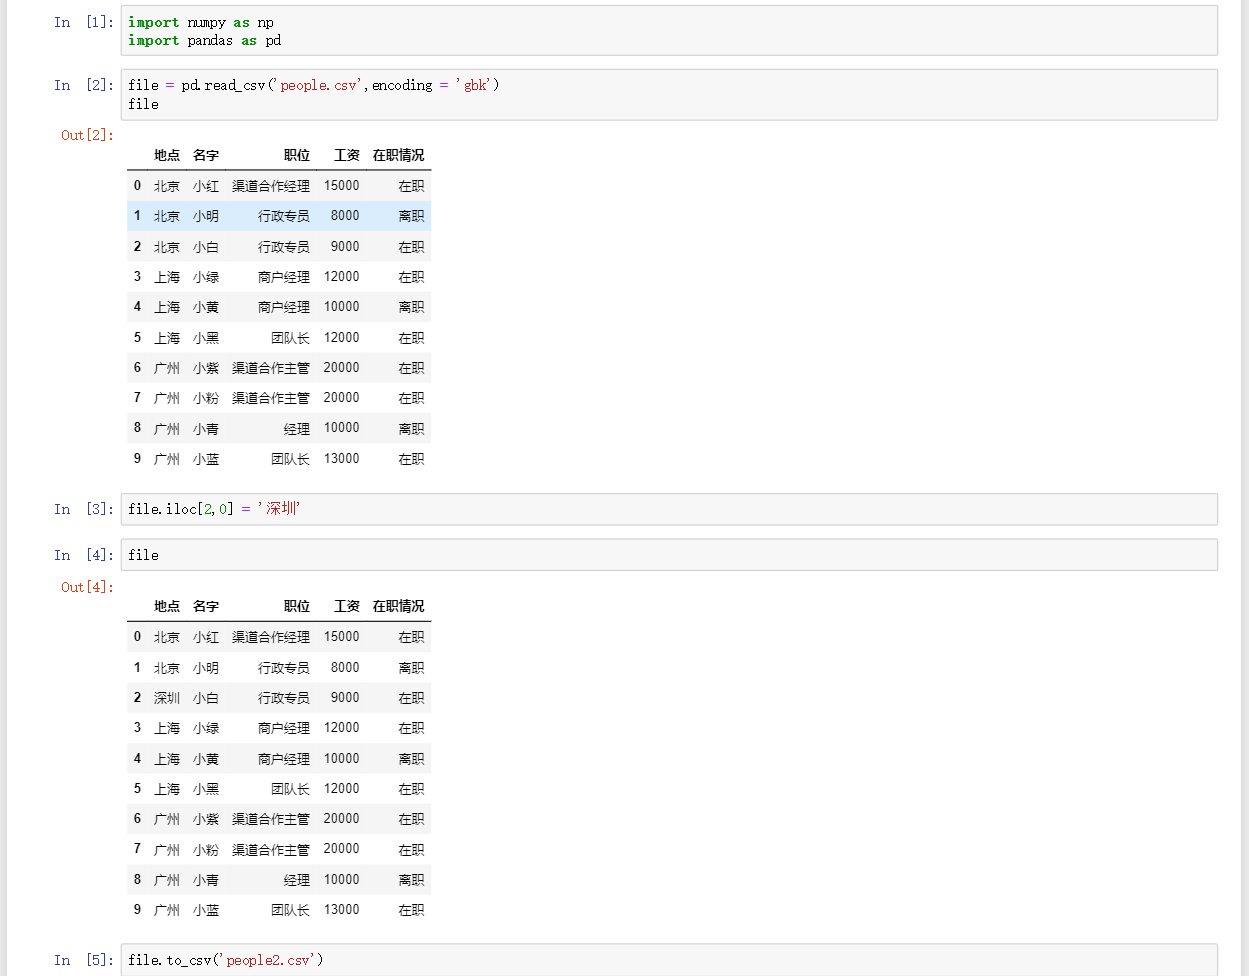 In [1]:
import numpy as np
import pandas as pd
In [2]:
file = pd.read_csv('people.csv',encoding = 'gbk')
file
Out[2]:
地点 名字 职位 工资 在职情况
0 北京 小红 渠道合作经理 15000 在职
1 北京 小明 行政专员 8000 离职
2 北京 小白 行政专员 9000 在职
3 上海 小绿 商户经理 12000 在职
4 上海 小黄 商户经理 10000 离职
5 上海 小黑 团队长 12000 在职
6 广州 小紫 渠道合作主管 20000 在职
7 广州 小粉 渠道合作主管 20000 在职
8 广州 小青 经理 10000 离职
9 广州 小蓝 团队长 13000 在职
In [3]:
file.iloc[2,0] = '深圳'
In [4]:
file
Out[4]:
地点 名字 职位 工资 在职情况
0 北京 小红 渠道合作经理 15000 在职
1 北京 小明 行政专员 8000 离职
2 深圳 小白 行政专员 9000 在职
3 上海 小绿 商户经理 12000 在职
4 上海 小黄 商户经理 10000 离职
5 上海 小黑 团队长 12000 在职
6 广州 小紫 渠道合作主管 20000 在职
7 广州 小粉 渠道合作主管 20000 在职
8 广州 小青 经理 10000 离职
9 广州 小蓝 团队长 13000 在职
In [5]:
file.to_csv('people2.csv')